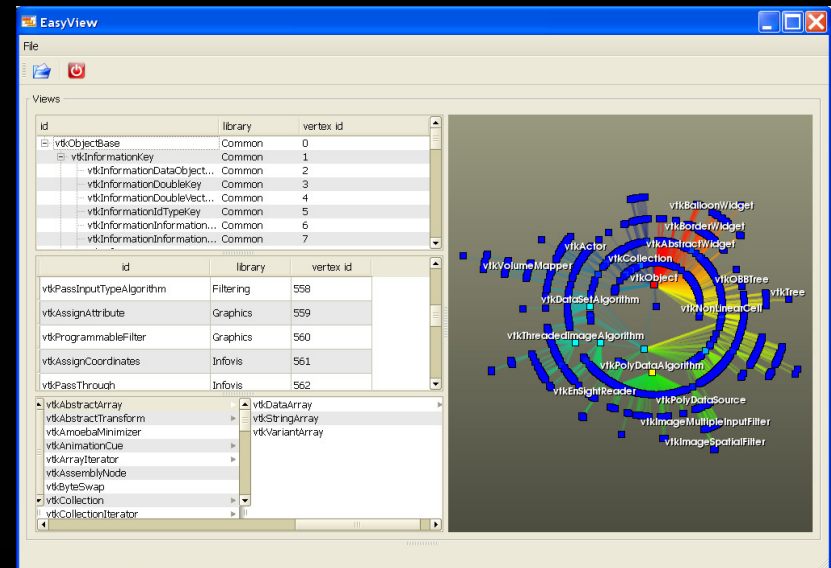 EasyView
File
Views
id library vertex id
vtkObjectBase Common 0
vtkInformationKey Common 1
vtkInformationDataObject... Common 2
vtkInformationDoubleKey Common 3
vtkInformationDoubleVect... Common 4
vtkInformationIdTypeKey Common 5
vtkInformationInformation... Common 6
vtkInformationInformation... Common 7
id library vertex id
vtkPassInputTypeAlgorithm Filtering 558
vtkAssignAttribute Graphics 559
vtkProgrammableFilter Graphics 560
vtkAssignCoordinates Infovis 561
vtkPassThrough Infovis 562
vtkAbstractArray
vtkAbstractTransform
vtkAmoebaMinimizer
vtkAnimationCue
vtkArrayIterator
vtkAssemblyNode
vtkByteSwap
vtkCollection
vtkCollectionIterator
vtkDataArray
vtkStringArray
vtkVariantArray
vtkBalloonWidget
vtkBorderWidget
vtkActor
vtkAbstractWidget
vtkCollection
vtkVolumeMapper
vtkObject
vtkOBBTree
vtkTree
vtkDataSetAlgorithm
vtkNonLinearCell
vtkThreadedImageAlgorithm
vtkPolyDataAlgorithm
vtkEnSightReader
vtkPolyDataSource
vtkImageMultipleInputFilter
vtkImageSpatialFilter